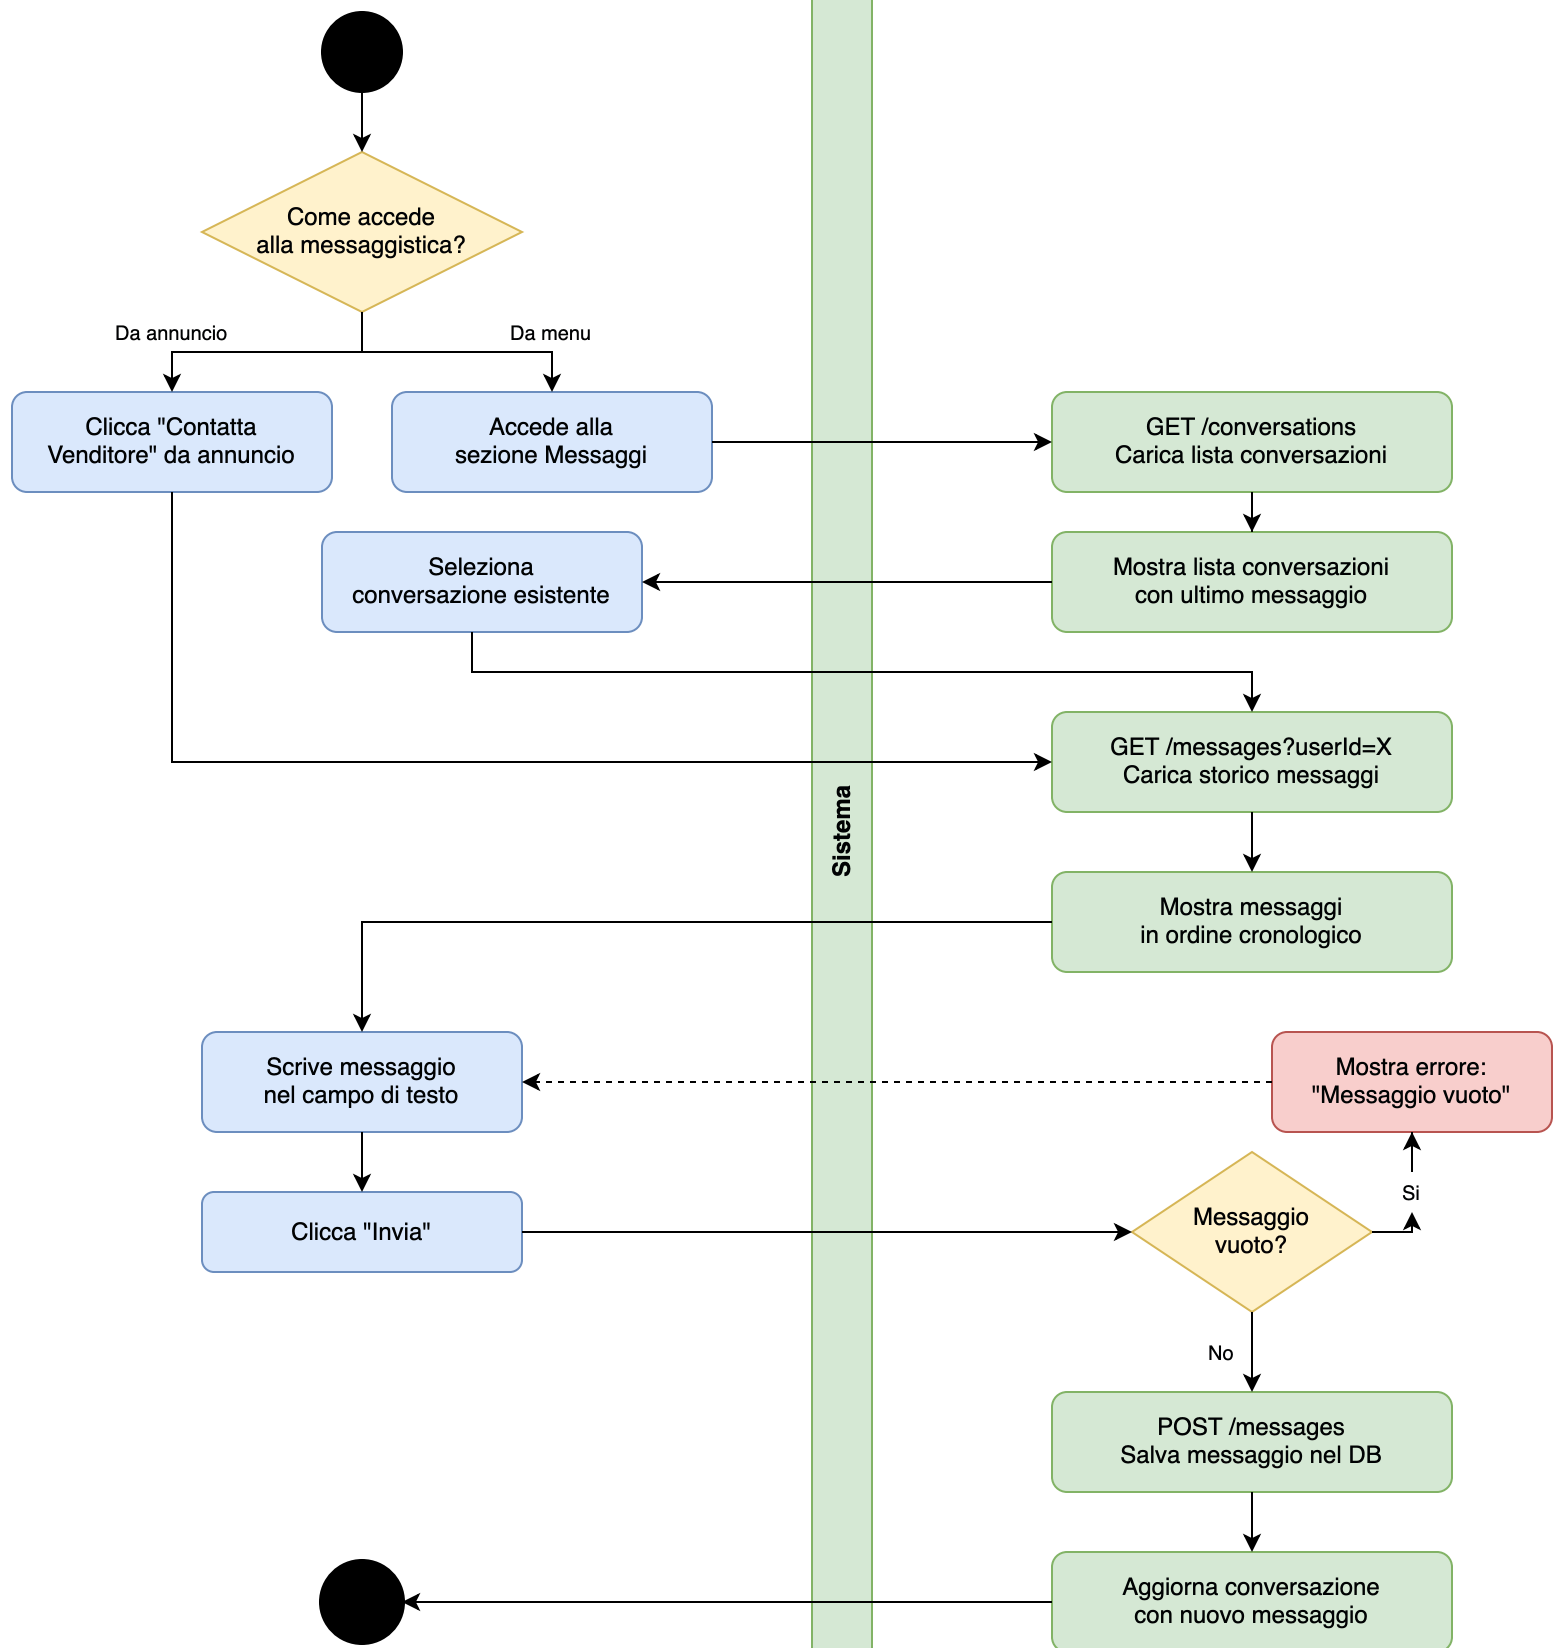 Come accede
alla messaggistica?
Da annuncio
Da menu
Clicca "Contatta
Venditore" da annuncio
Accede alla
sezione Messaggi
GET /conversations
Carica lista conversazioni
Seleziona
conversazione esistente
Mostra lista conversazioni
con ultimo messaggio
GET /messages?userId=X
Carica storico messaggi
Sistema
Mostra messaggi
in ordine cronologico
Scrive messaggio
nel campo di testo
Mostra errore:
"Messaggio vuoto"
Si
Clicca "Invia"
Messaggio
vuoto?
No
POST /messages
Salva messaggio nel DB
Aggiorna conversazione
con nuovo messaggio